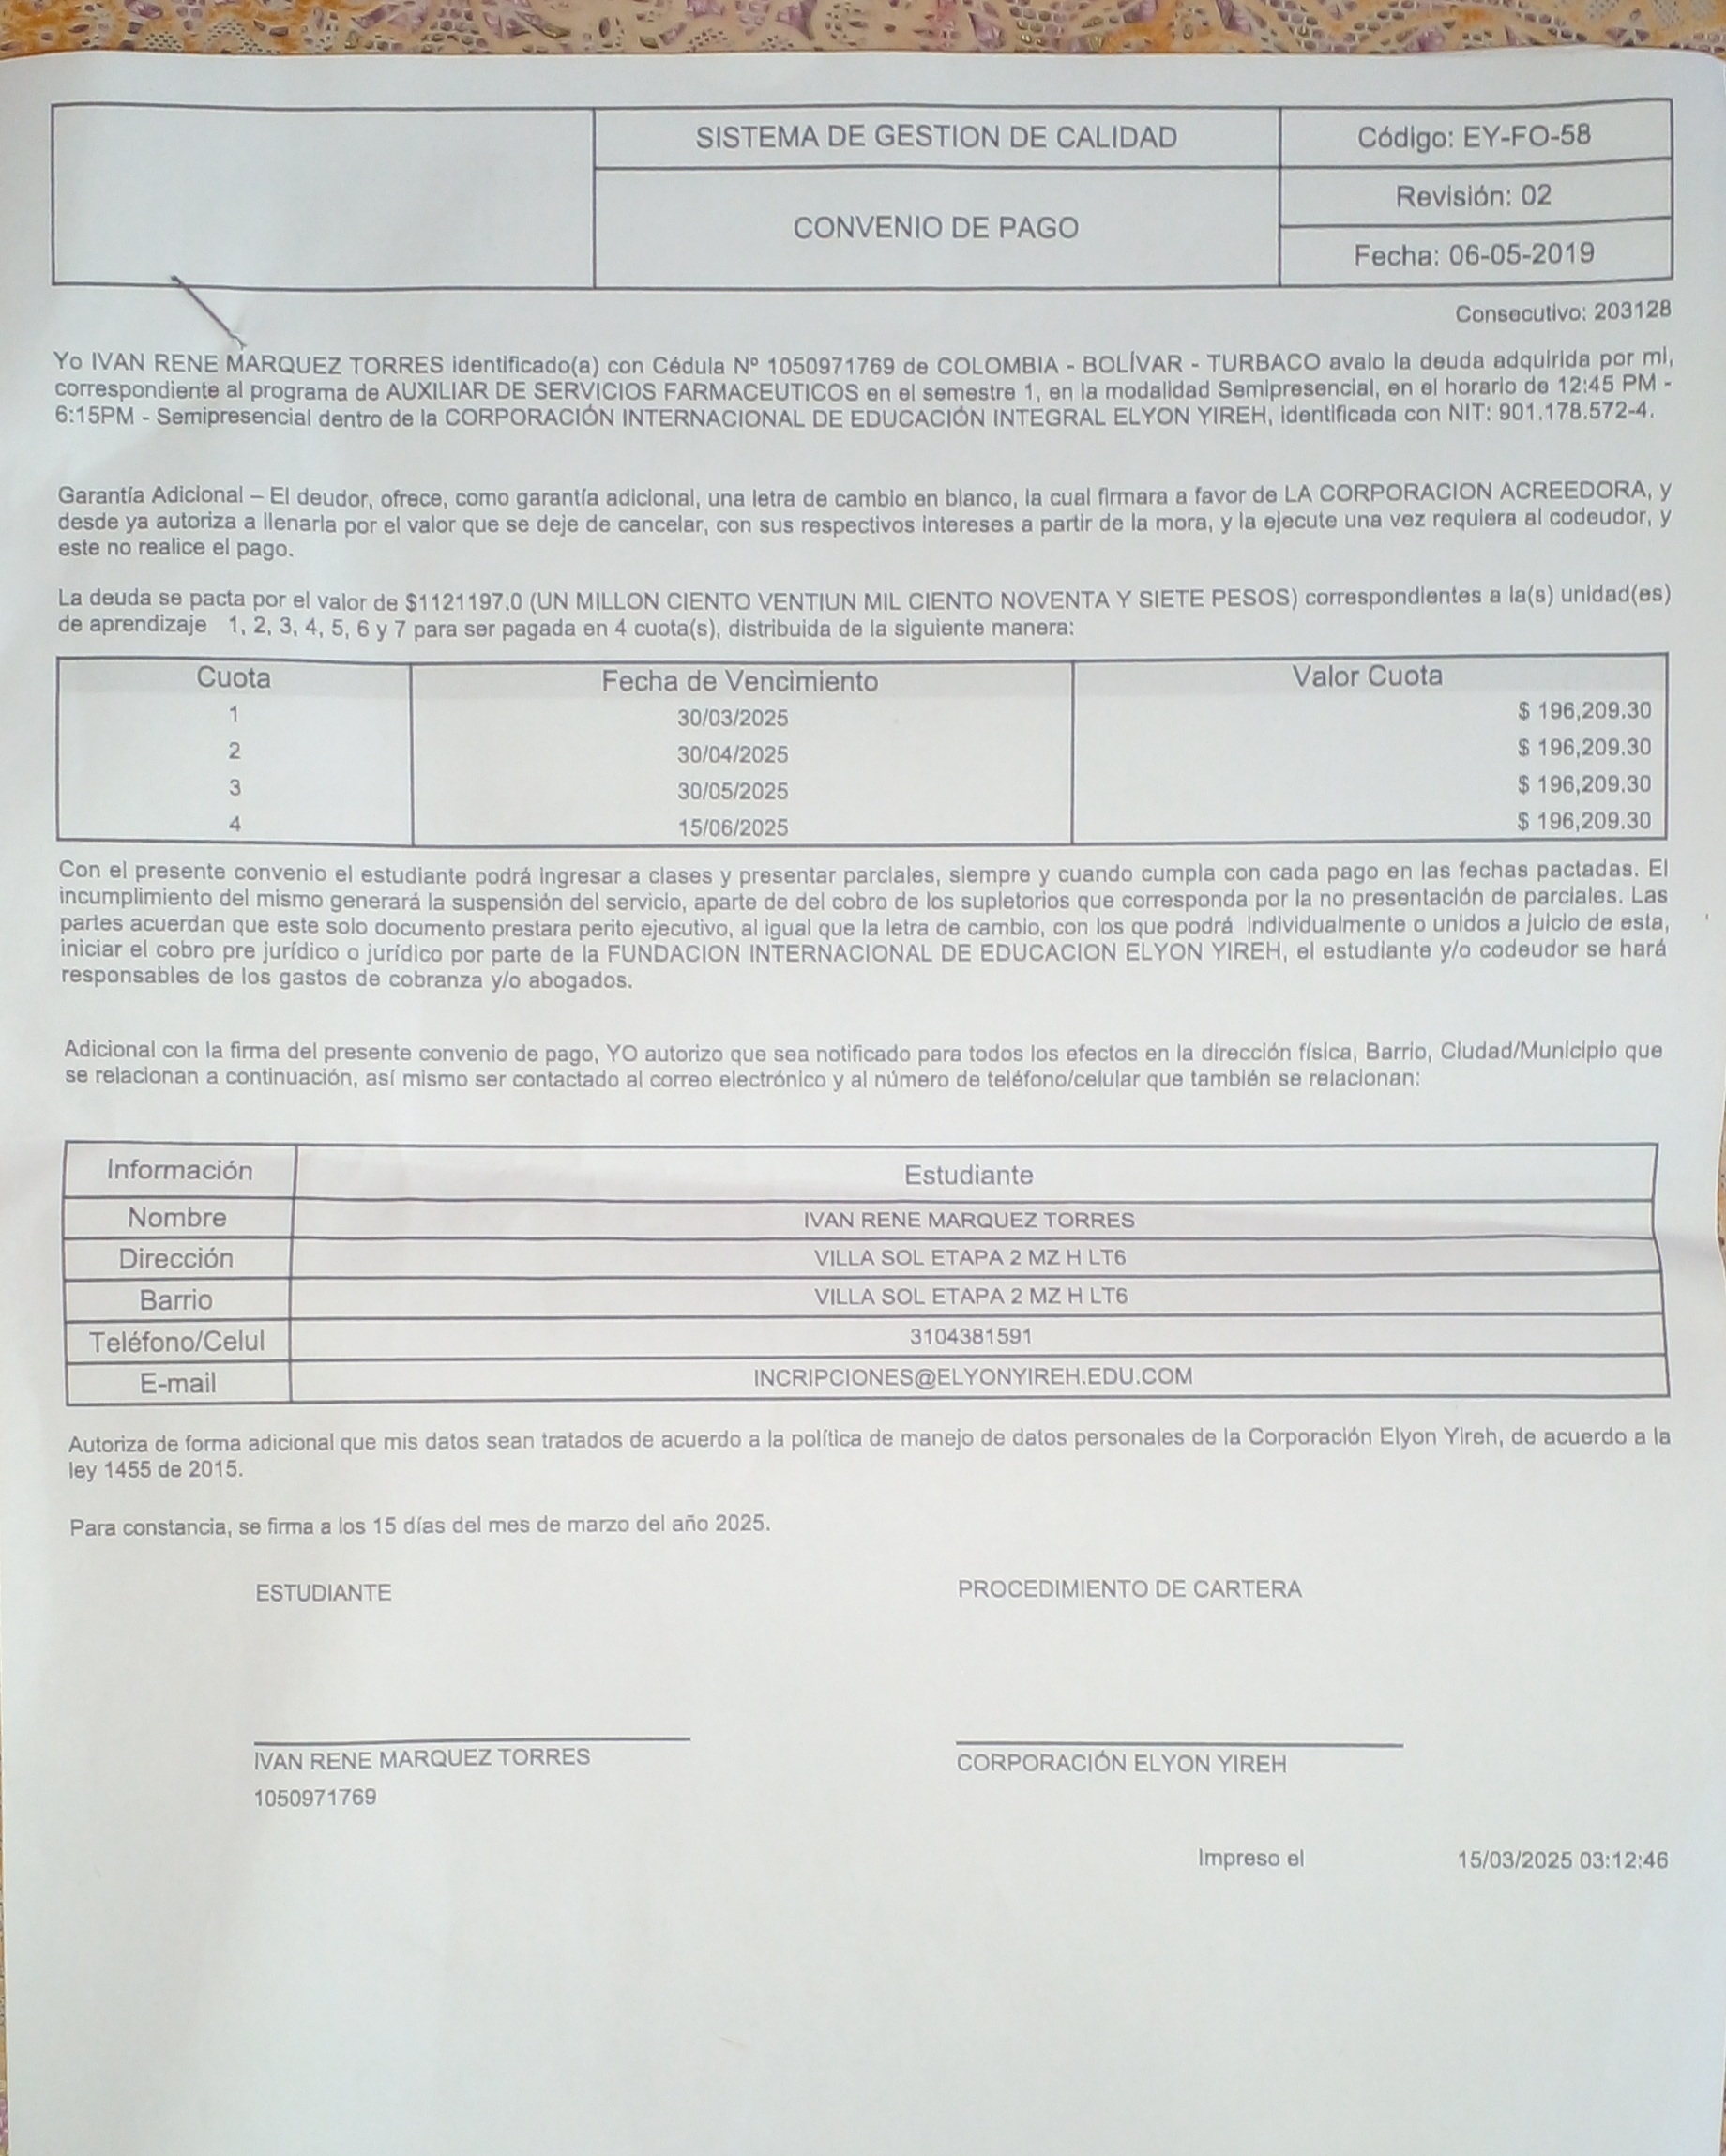 SISTEMA DE GESTION DE CALIDAD
Código: EY-FO-58
CONVENIO DE PAGO
Revisión: 02
Fecha: 06-05-2019
Consecutivo: 203128
Yo IVAN RENE MARQUEZ TORRES identificado(a) con Cédula Nº 1050971769 de COLOMBIA - BOLÍVAR - TURBACO avalo la deuda adquirida por mI,
correspondiente al programa de AUXILIAR DE SERVICIOS FARMACEUTICOS en el semestre 1, en la modalidad Semipresencial, en el horario de 12:45 PM -
6:15PM - Semipresencial dentro de la CORPORACIÓN INTERNACIONAL DE EDUCACIÓN INTEGRAL ELYON YIREH, identificada con NIT: 901.178.572-4.
Garantía Adicional – El deudor, ofrece, como garantía adicional, una letra de cambio en blanco, la cual firmara a favor de LA CORPORACION ACREEDORA, y
desde ya autoriza a llenarla por el valor que se deje de cancelar, con sus respectivos intereses a partir de la mora, y la ejecute una vez requiera al codeudor, y
este no realice el pago.
La deuda se pacta por el valor de $1121197.0 (UN MILLON CIENTO VENTIUN MIL CIENTO NOVENTA Y SIETE PESOS) correspondientes a la(s) unidad(es)
de aprendizaje 1, 2, 3, 4, 5, 6 y 7 para ser pagada en 4 cuota(s), distribuida de la siguiente manera:
Cuota Fecha de Vencimiento Valor Cuota
1 30/03/2025 $ 196,209.30
2 30/04/2025 $ 196,209.30
3 30/05/2025 $ 196,209.30
4 15/06/2025 $ 196,209.30
Con el presente convenio el estudiante podrá ingresar a clases y presentar parciales, siempre y cuando cumpla con cada pago en las fechas pactadas. El
incumplimiento del mismo generará la suspensión del servicio, aparte de del cobro de los supletorios que corresponda por la no presentación de parciales. Las
partes acuerdan que este solo documento prestara perito ejecutivo, al igual que la letra de cambio, con los que podrá Individualmente o unidos a juicio de esta,
iniciar el cobro pre jurídico o jurídico por parte de la FUNDACION INTERNACIONAL DE EDUCACION ELYON YIREH, el estudiante y/o codeudor se hará
responsables de los gastos de cobranza y/o abogados.
Adicional con la firma del presente convenio de pago, YO autorizo que sea notificado para todos los efectos en la dirección física, Barrio, Ciudad/Municipio que
se relacionan a continuación, así mismo ser contactado al correo electrónico y al número de teléfono/celular que también se relacionan:
Información Estudiante
Nombre IVAN RENE MARQUEZ TORRES
Dirección VILLA SOL ETAPA 2 MZ H LT6
Barrio VILLA SOL ETAPA 2 MZ H LT6
Teléfono/Celul 3104381591
E-mail INCRIPCIONES@ELYONYIREH.EDU.COM
Autoriza de forma adicional que mis datos sean tratados de acuerdo a la política de manejo de datos personales de la Corporación Elyon Yireh, de acuerdo a la
ley 1455 de 2015.
Para constancia, se firma a los 15 días del mes de marzo del año 2025.
ESTUDIANTE PROCEDIMIENTO DE CARTERA
IVAN RENE MARQUEZ TORRES CORPORACIÓN ELYON YIREH
1050971769
Impreso el 15/03/2025 03:12:46